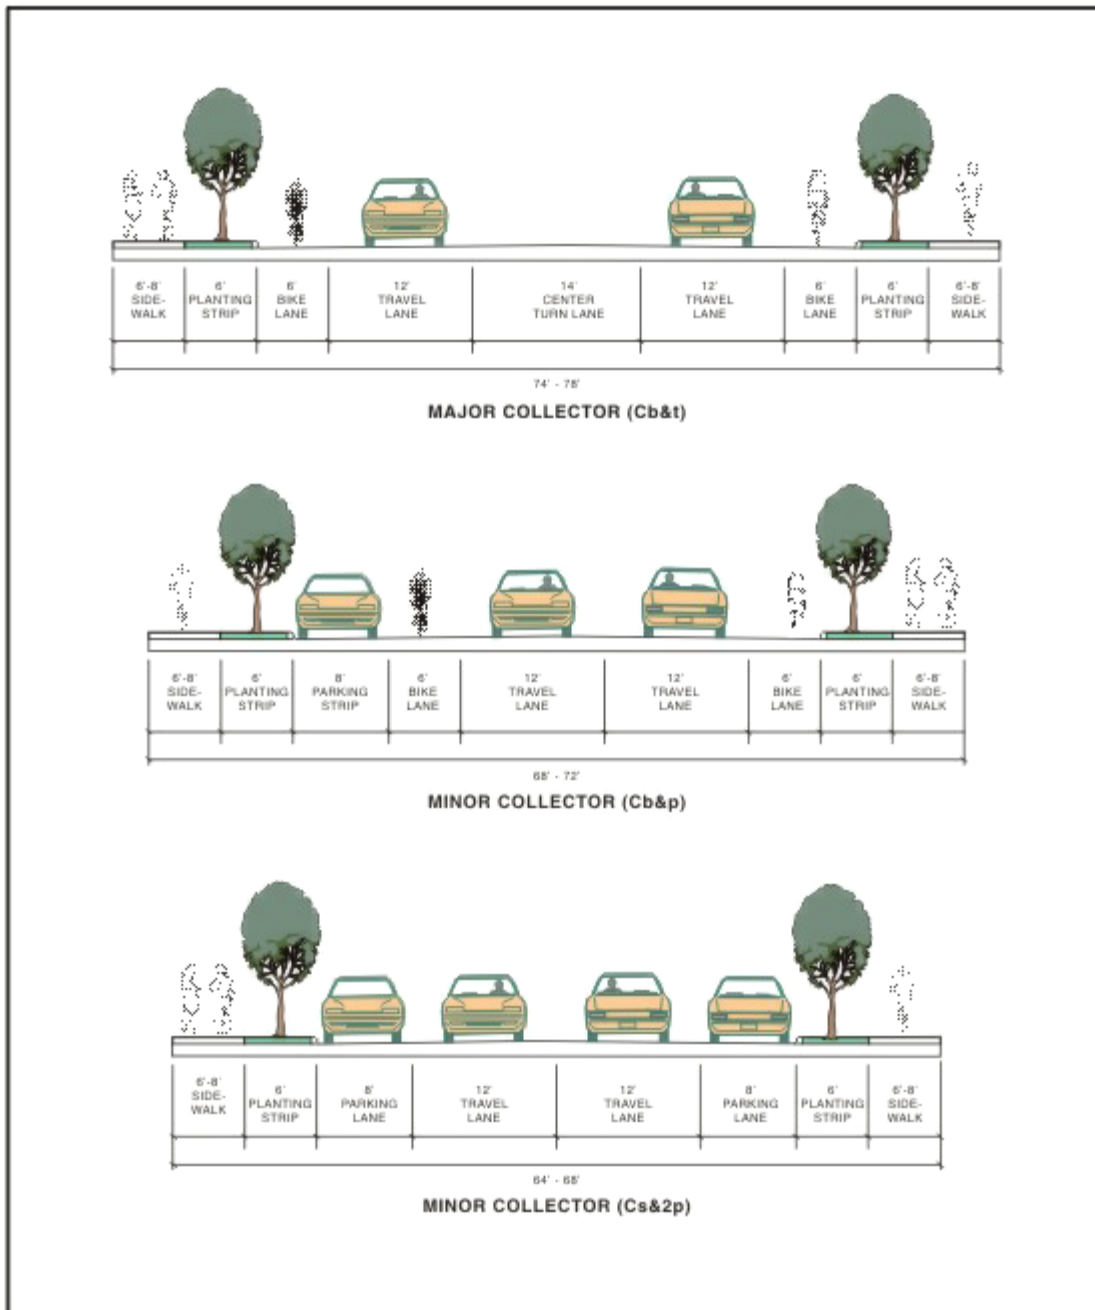 6'-8'
SIDE-
WALK
6'
PLANTING
STRIP
6'
BIKE
LANE
12'
TRAVEL
LANE
14'
CENTER
TURN LANE
12'
TRAVEL
LANE
6'
BIKE
LANE
6'
PLANTING
STRIP
6'-8'
SIDE-
WALK
74' - 78'
MAJOR COLLECTOR (Cb&t)
6'-8'
SIDE-
WALK
6'
PLANTING
STRIP
8'
PARKING
STRIP
6'
BIKE
LANE
12'
TRAVEL
LANE
12'
TRAVEL
LANE
6'
BIKE
LANE
6'
PLANTING
STRIP
6'-8'
SIDE-
WALK
68' - 72'
MINOR COLLECTOR (Cb&p)
6'-8'
SIDE-
WALK
6'
PLANTING
STRIP
8'
PARKING
LANE
12'
TRAVEL
LANE
12'
TRAVEL
LANE
8'
PARKING
LANE
6'
PLANTING
STRIP
6'-8'
SIDE-
WALK
64' - 68'
MINOR COLLECTOR (Cs&2p)